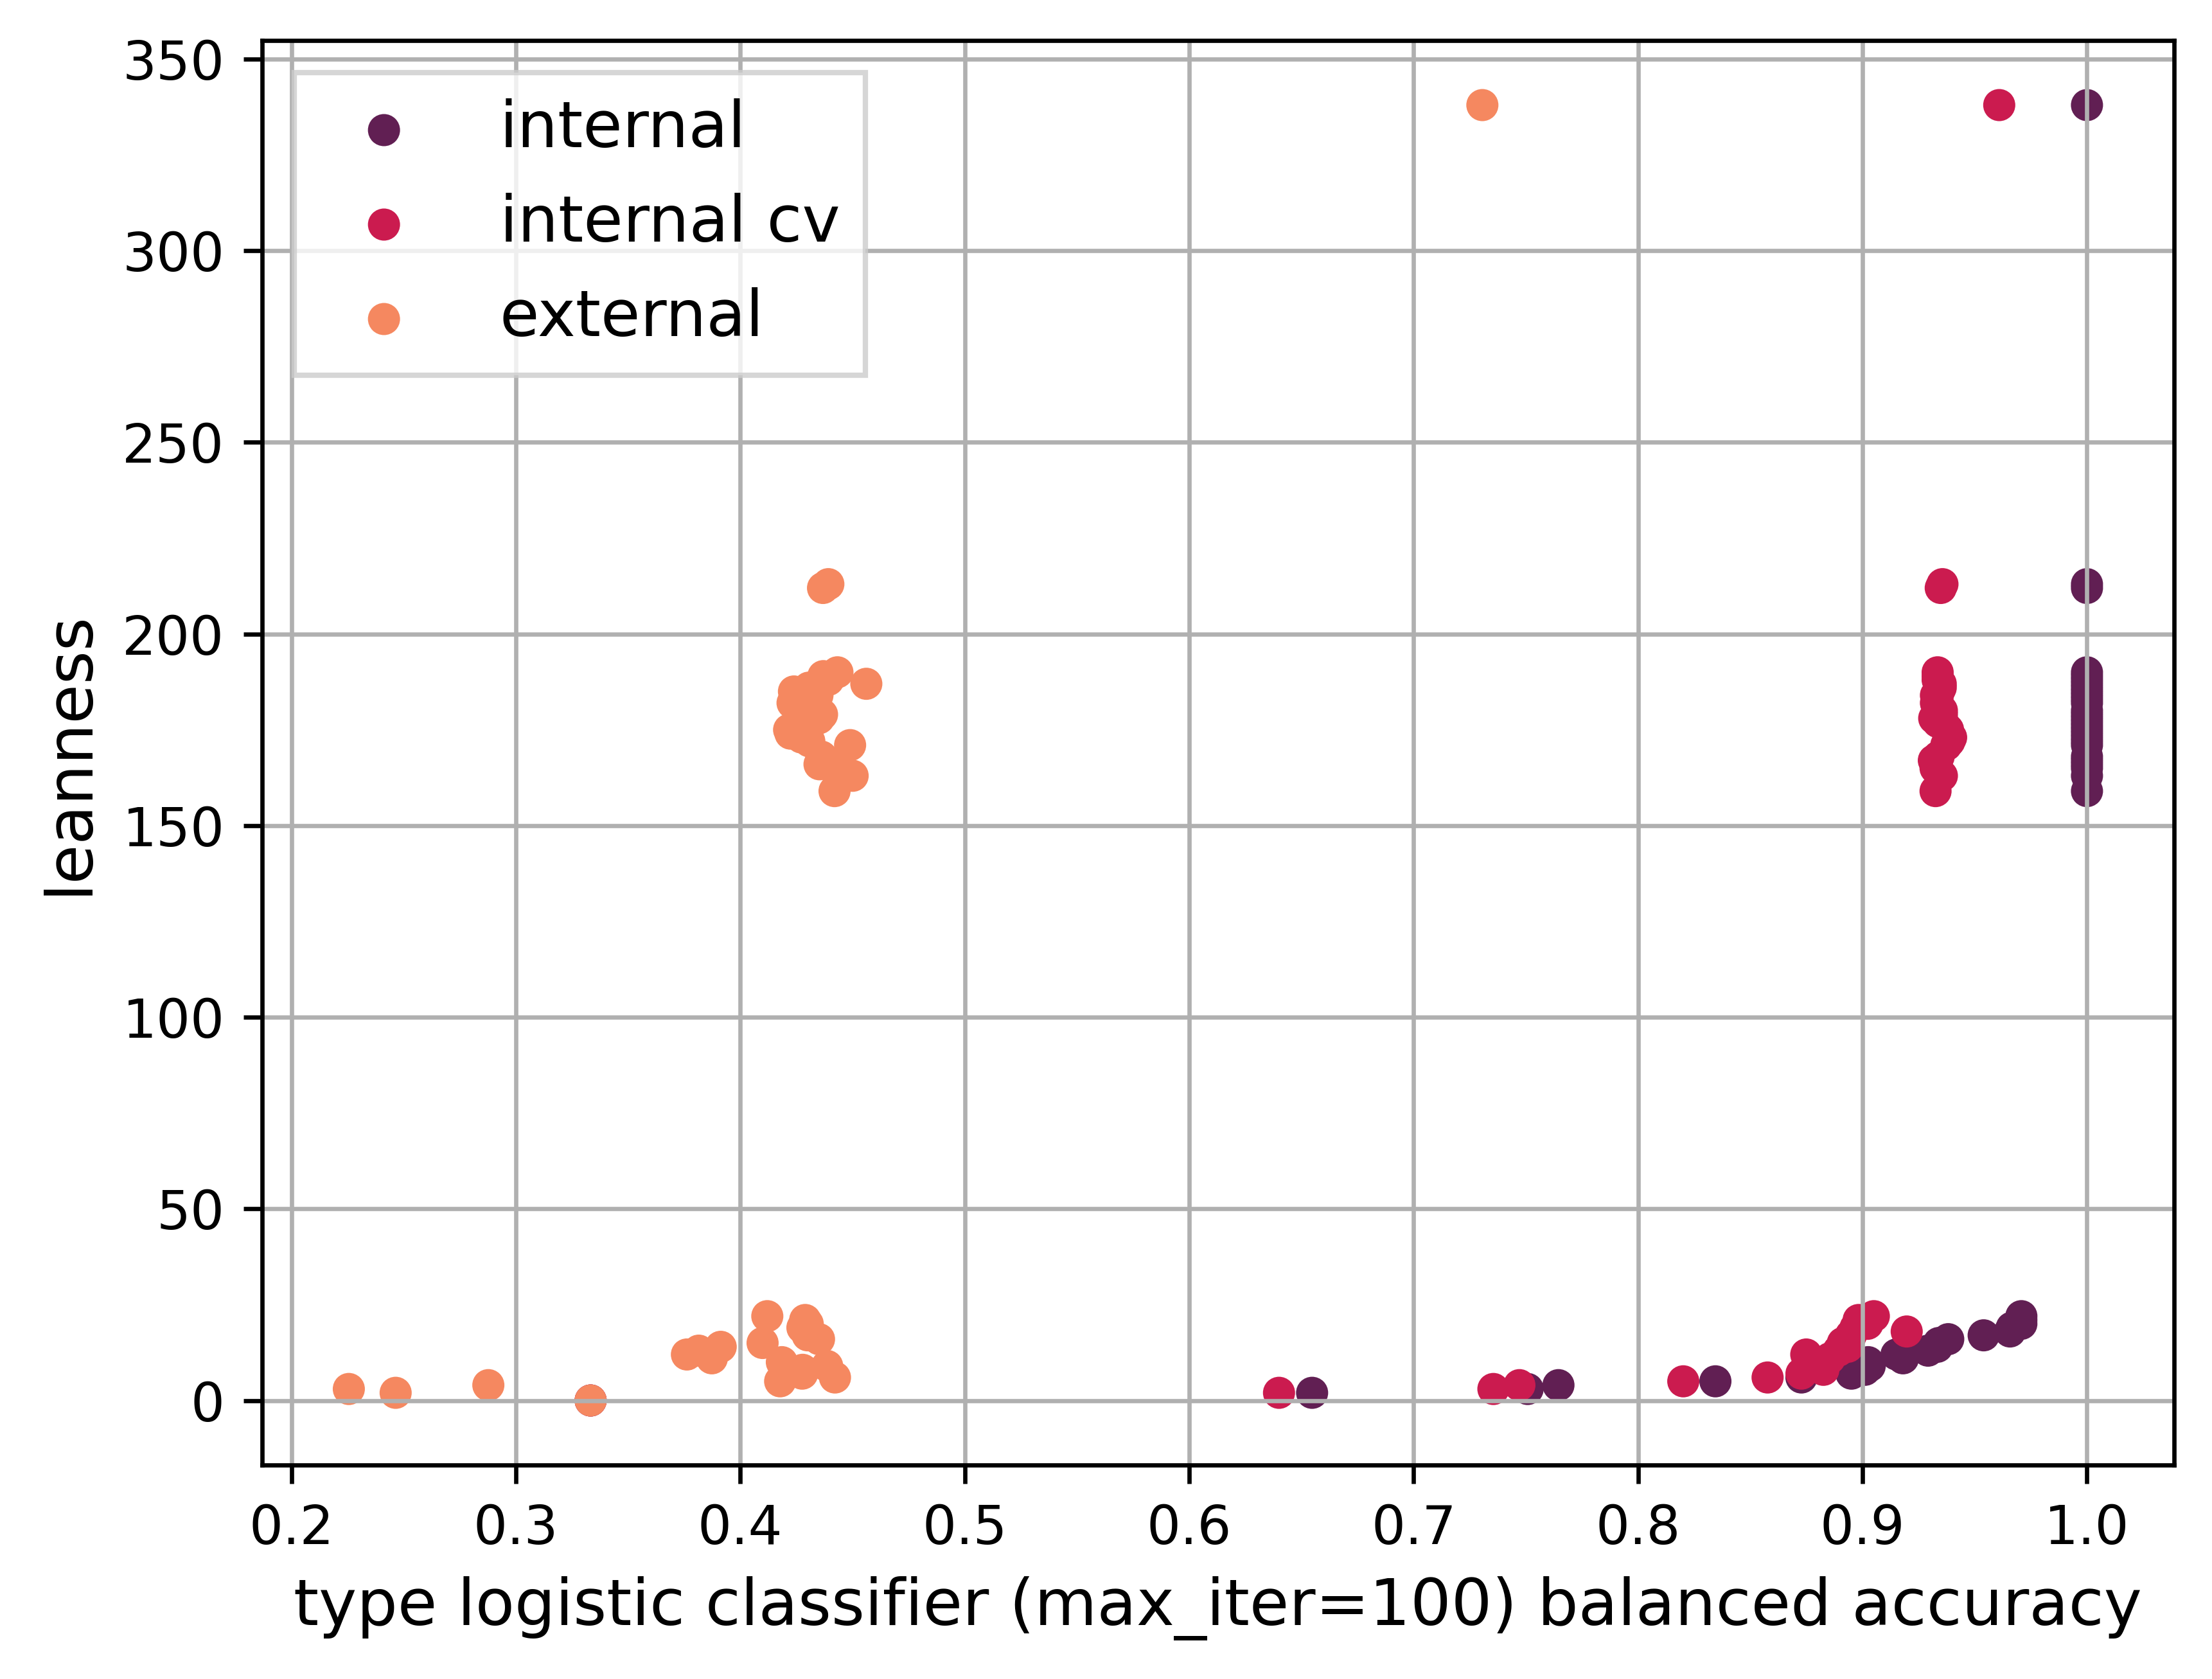 internal
internal cv
external
350
300
250
200
150
100
50
0
leanness
0.2 0.3 0.4 0.5 0.6 0.7 0.8 0.9 1.0
type logistic classifier (max_iter=100) balanced accuracy